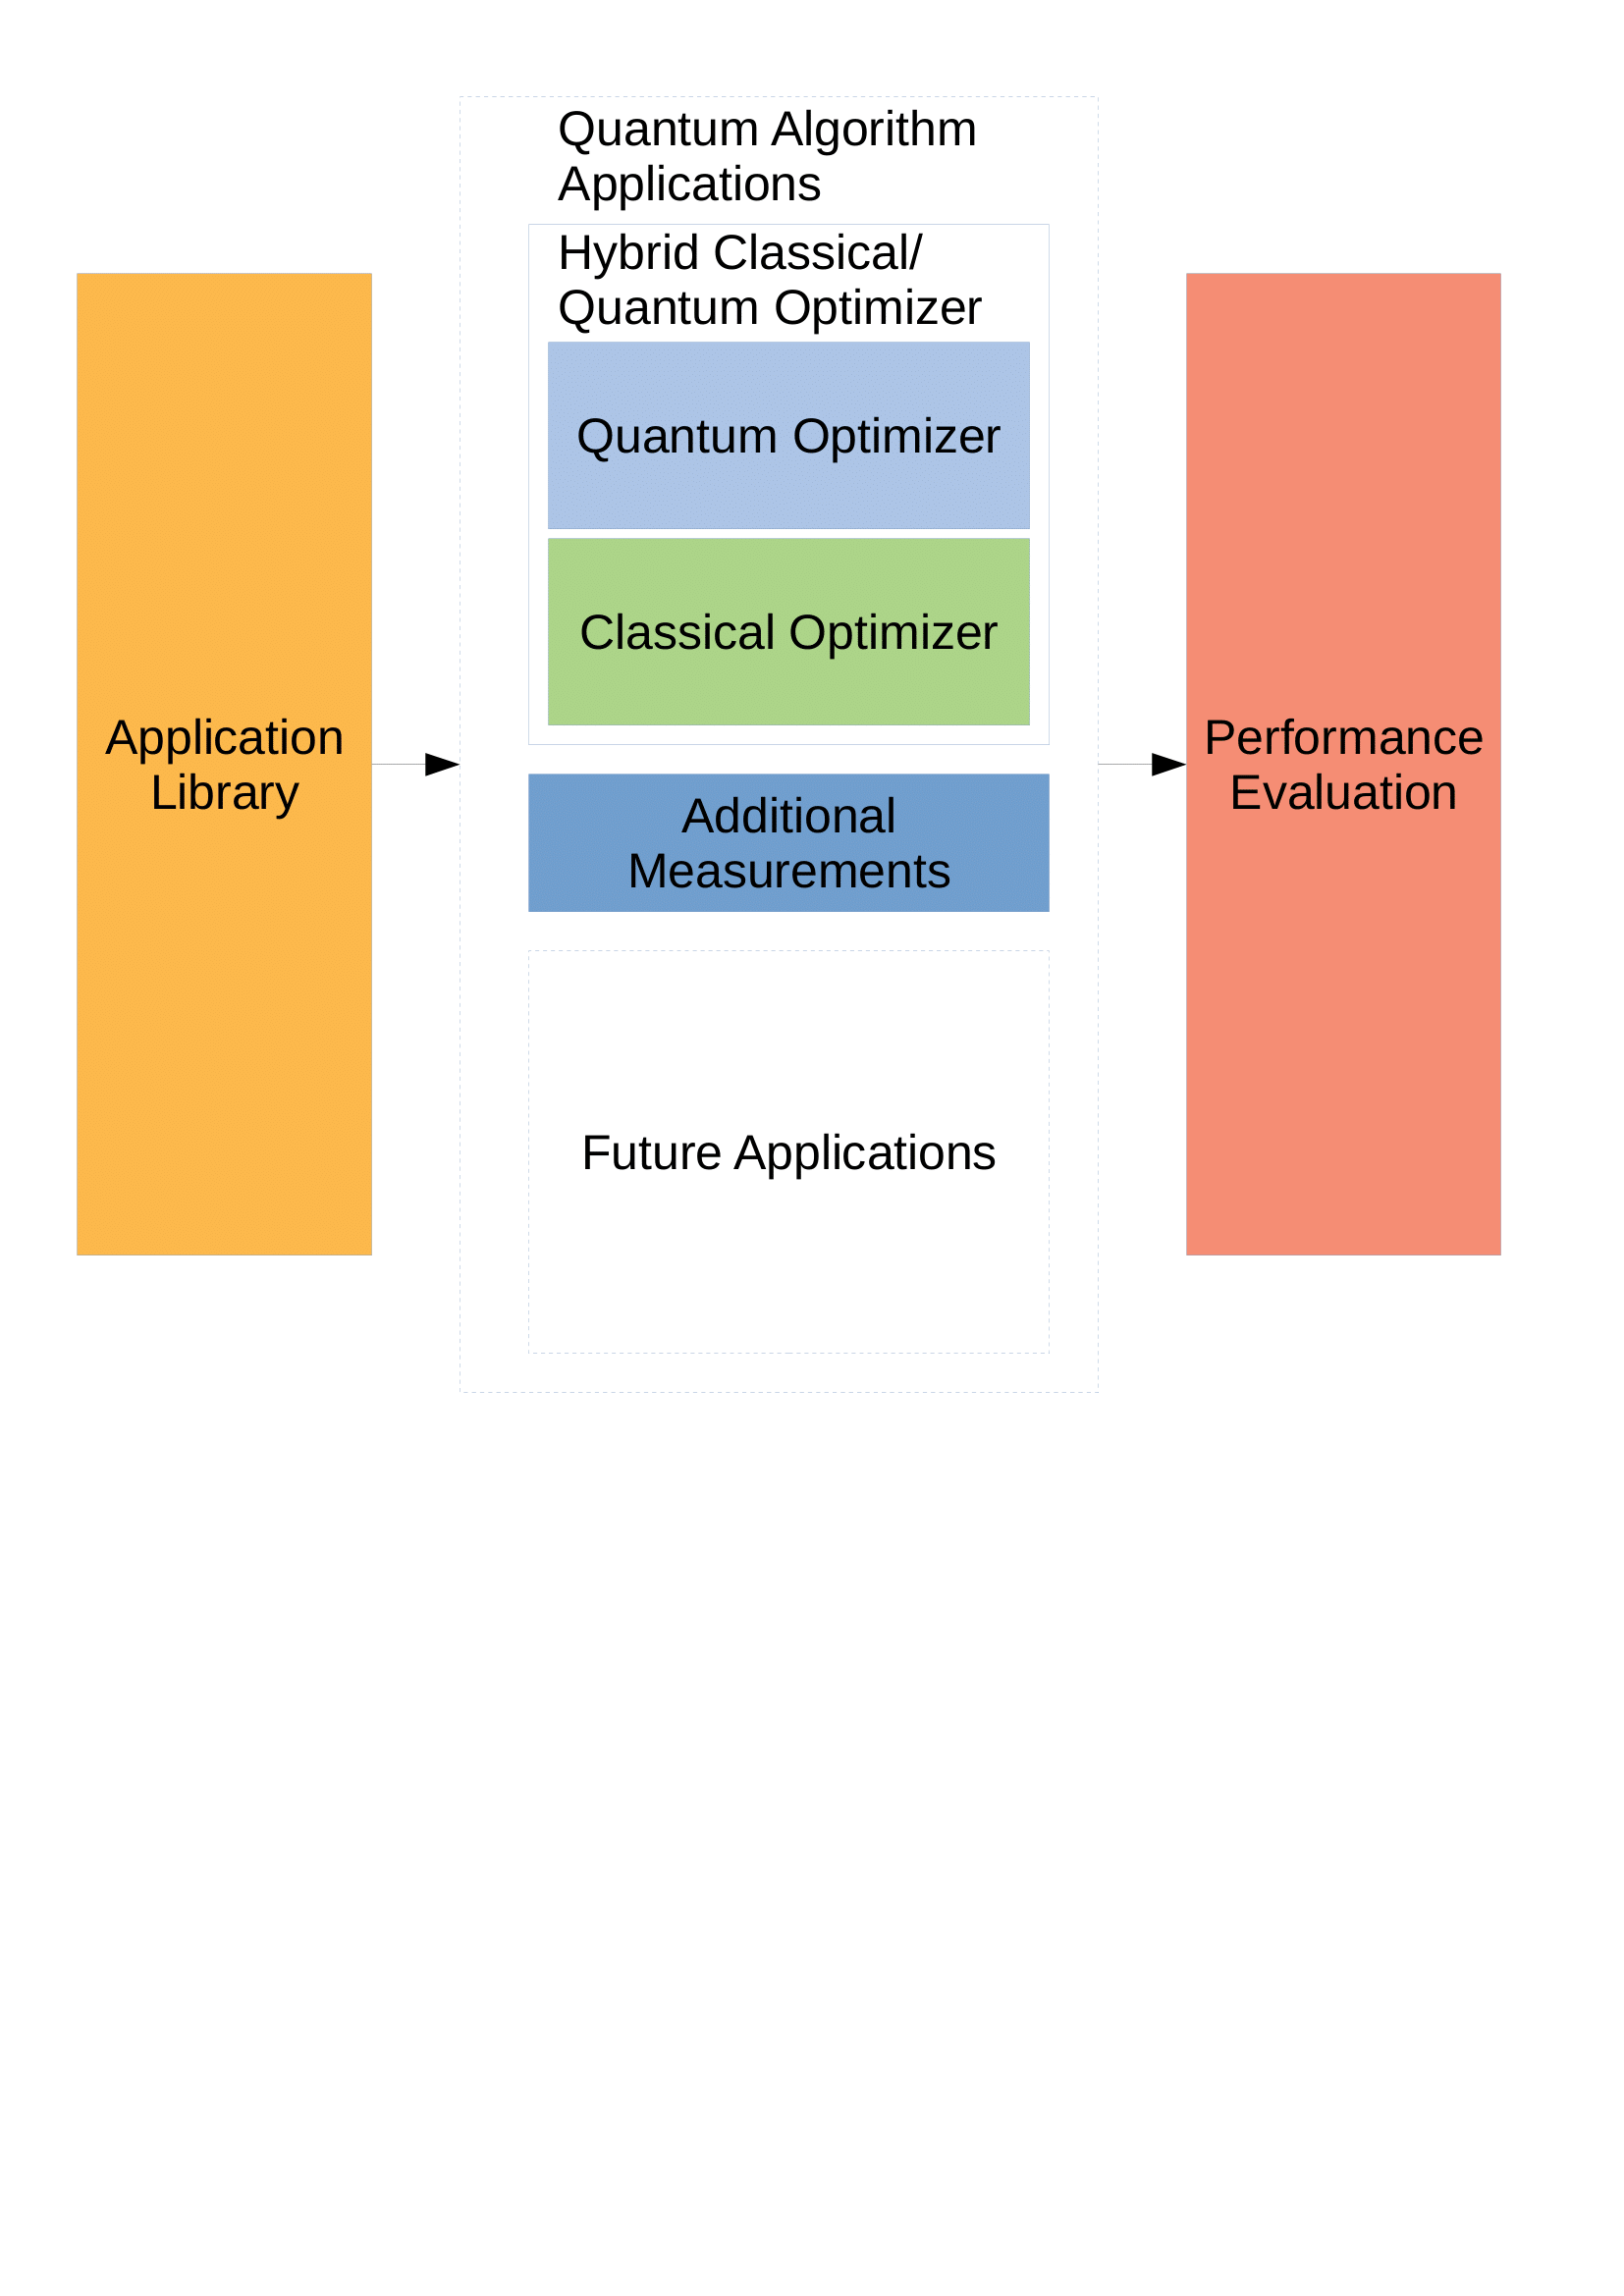 Quantum Algorithm
Applications
Hybrid Classical/
Quantum Optimizer
Quantum Optimizer
Classical Optimizer
Application
Library
Performance
Evaluation
Additional
Measurements
Future Applications